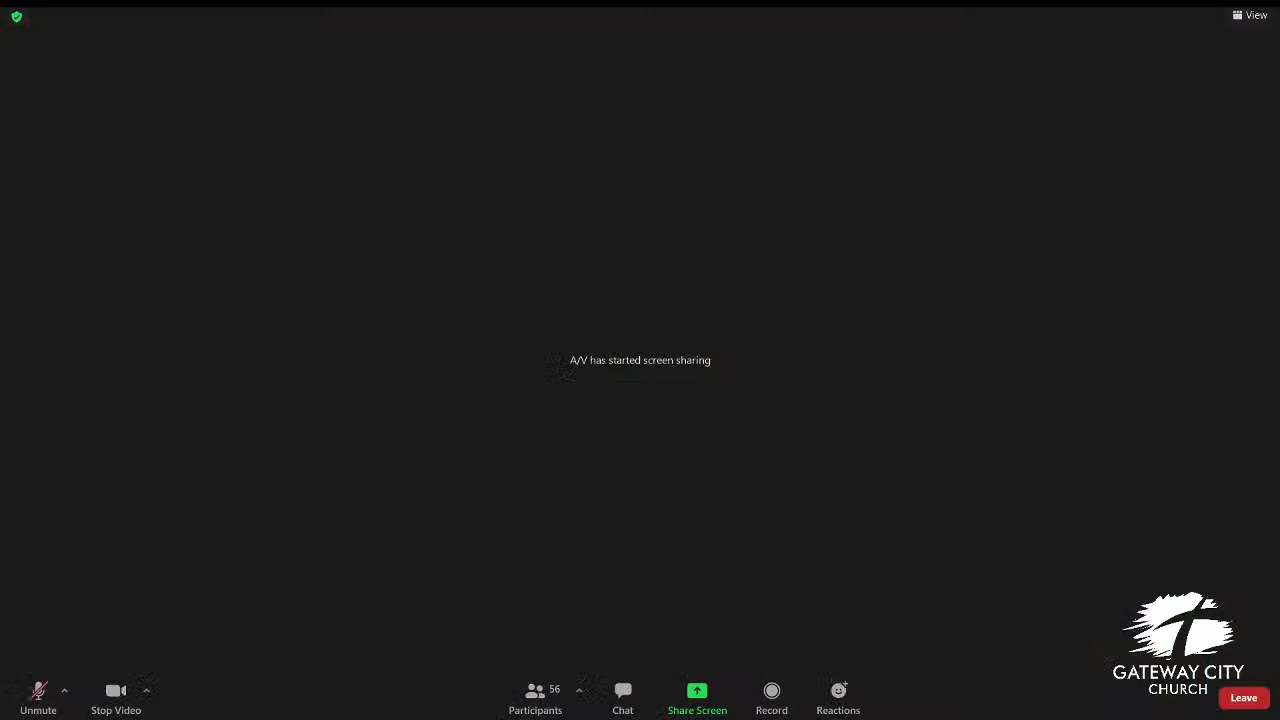 View
A/V has started screen sharing
GATEWAY CITY
CHURCH
Unmute
Stop Video
56
Participants
Chat
Share Screen
Record
Reactions
Leave